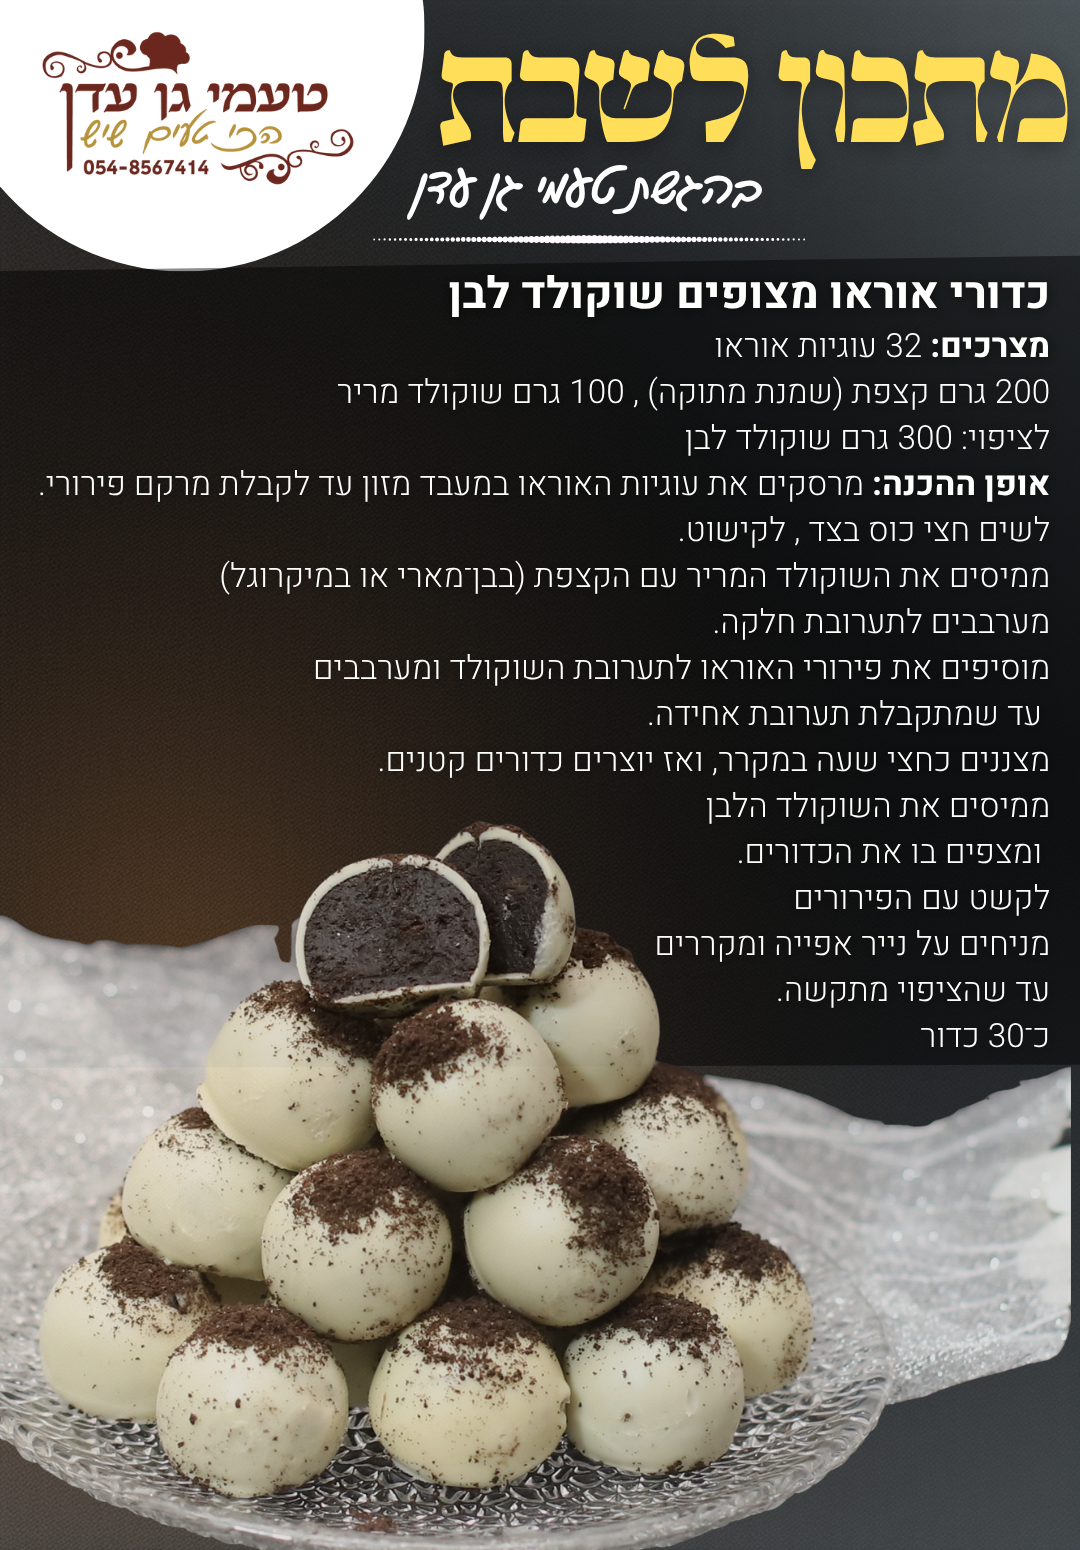 מתכון לשבת
בהגשת טעמי גן עדן
טעמי גן עדן
הכי טעים שיש
054-8567414
כדורי אוראו מצופים שוקולד לבן
מצרכים: 32 עוגיות אוראו
200 גרם קצפת (שמנת מתוקה) , 100 גרם שוקולד מריר
לציפוי: 300 גרם שוקולד לבן
אופן ההכנה: מרסקים את עוגיות האוראו במעבד מזון עד לקבלת מרקם פירורי.
לשים חצי כוס בצד , לקישוט.
ממיסים את השוקולד המריר עם הקצפת (בבן־מארי או במיקרוגל)
מערבבים לתערובת חלקה.
מוסיפים את פירורי האוראו לתערובת השוקולד ומערבבים
עד שמתקבלת תערובת אחידה.
מצננים כחצי שעה במקרר, ואז יוצרים כדורים קטנים.
ממיסים את השוקולד הלבן
ומצפים בו את הכדורים.
לקשט עם הפירורים
מניחים על נייר אפייה ומקררים
עד שהציפוי מתקשה.
כ־30 כדור